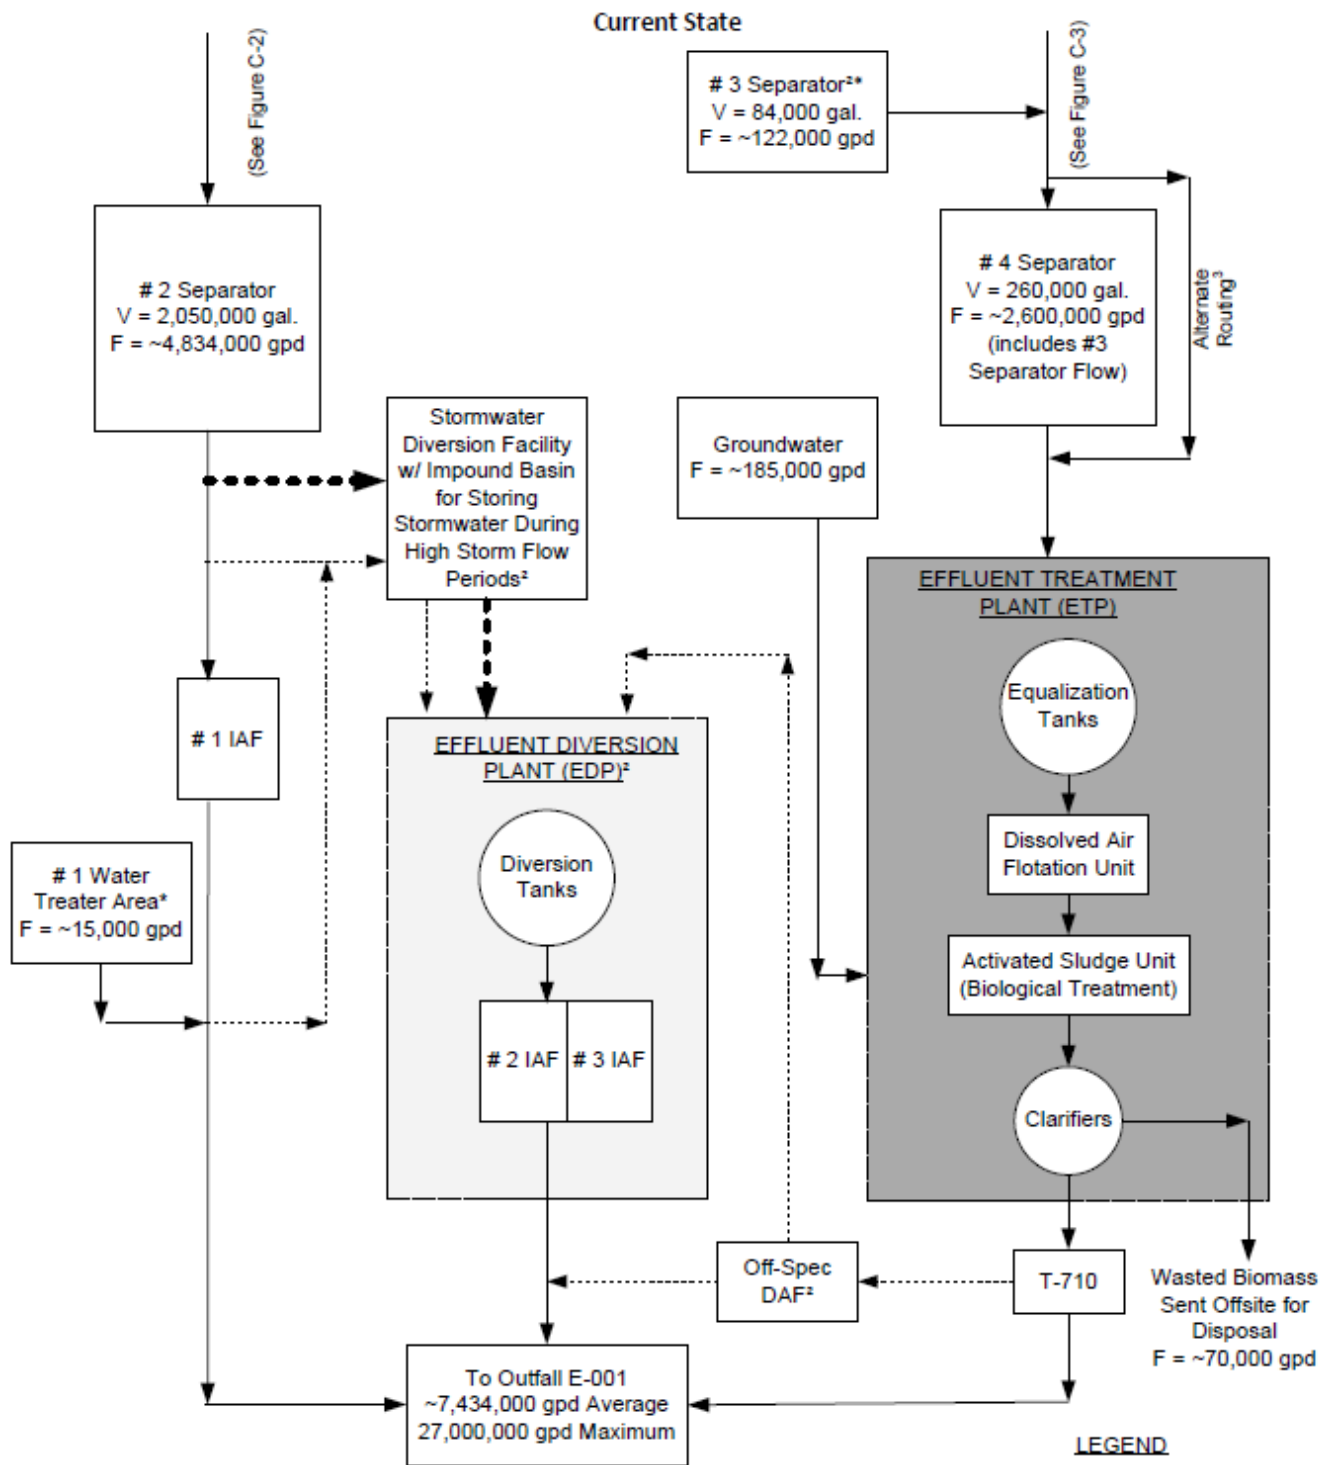 Current State
(See Figure C-2)
# 3 Separator²*
V = 84,000 gal.
F = ~122,000 gpd
(See Figure C-3)
# 2 Separator
V = 2,050,000 gal.
F = ~4,834,000 gpd
# 4 Separator
V = 260,000 gal.
F = ~2,600,000 gpd
(includes #3
Separator Flow)
Alternate
Routing³
Stormwater
Diversion Facility
w/ Impound Basin
for Storing
Stormwater During
High Storm Flow
Periods²
Groundwater
F = ~185,000 gpd
EFFLUENT TREATMENT
PLANT (ETP)
Equalization
Tanks
# 1 IAF
EFFLUENT DIVERSION
PLANT (EDP)²
Diversion
Tanks
Dissolved Air
Flotation Unit
# 1 Water
Treater Area*
F = ~15,000 gpd
Activated Sludge Unit
(Biological Treatment)
# 2 IAF
# 3 IAF
Clarifiers
Off-Spec
DAF²
T-710
Wasted Biomass
Sent Offsite for
Disposal
F = ~70,000 gpd
To Outfall E-001
~7,434,000 gpd Average
27,000,000 gpd Maximum
LEGEND